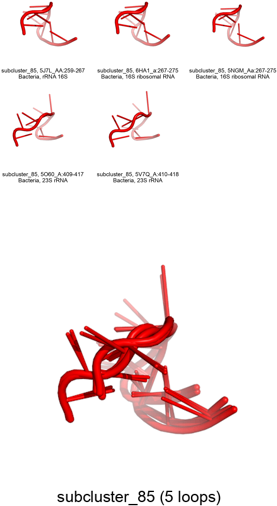 subcluster_85, 5J7L_AA:259-267
Bacteria, rRNA 16S
subcluster_85, 6HA1_a:267-275
Bacteria, 16S ribosomal RNA
subcluster_85, 5NGM_Aa:267-275
Bacteria, 16S ribosomal RNA
subcluster_85, 5O60_A:409-417
Bacteria, 23S rRNA
subcluster_85, 5V7Q_A:410-418
Bacteria, 23S rRNA
subcluster_85 (5 loops)